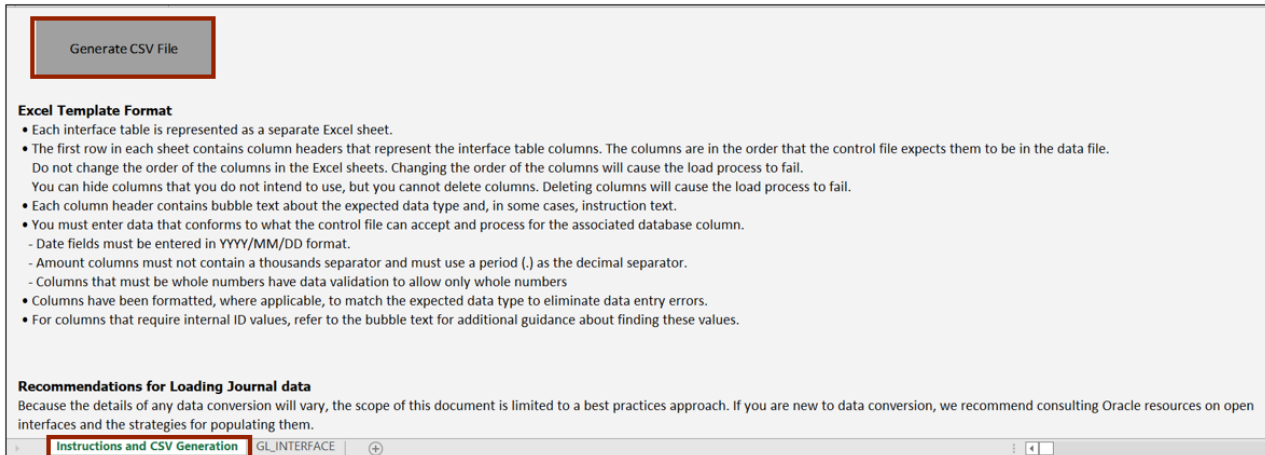 Generate CSV File
Excel Template Format
• Each interface table is represented as a separate Excel sheet.
• The first row in each sheet contains column headers that represent the interface table columns. The columns are in the order that the control file expects them to be in the data file.
Do not change the order of the columns in the Excel sheets. Changing the order of the columns will cause the load process to fail.
You can hide columns that you do not intend to use, but you cannot delete columns. Deleting columns will cause the load process to fail.
• Each column header contains bubble text about the expected data type and, in some cases, instruction text.
• You must enter data that conforms to what the control file can accept and process for the associated database column.
- Date fields must be entered in YYYY/MM/DD format.
- Amount columns must not contain a thousands separator and must use a period (.) as the decimal separator.
- Columns that must be whole numbers have data validation to allow only whole numbers
• Columns have been formatted, where applicable, to match the expected data type to eliminate data entry errors.
• For columns that require internal ID values, refer to the bubble text for additional guidance about finding these values.
Recommendations for Loading Journal data
Because the details of any data conversion will vary, the scope of this document is limited to a best practices approach. If you are new to data conversion, we recommend consulting Oracle resources on open
interfaces and the strategies for populating them.
Instructions and CSV Generation GL_INTERFACE